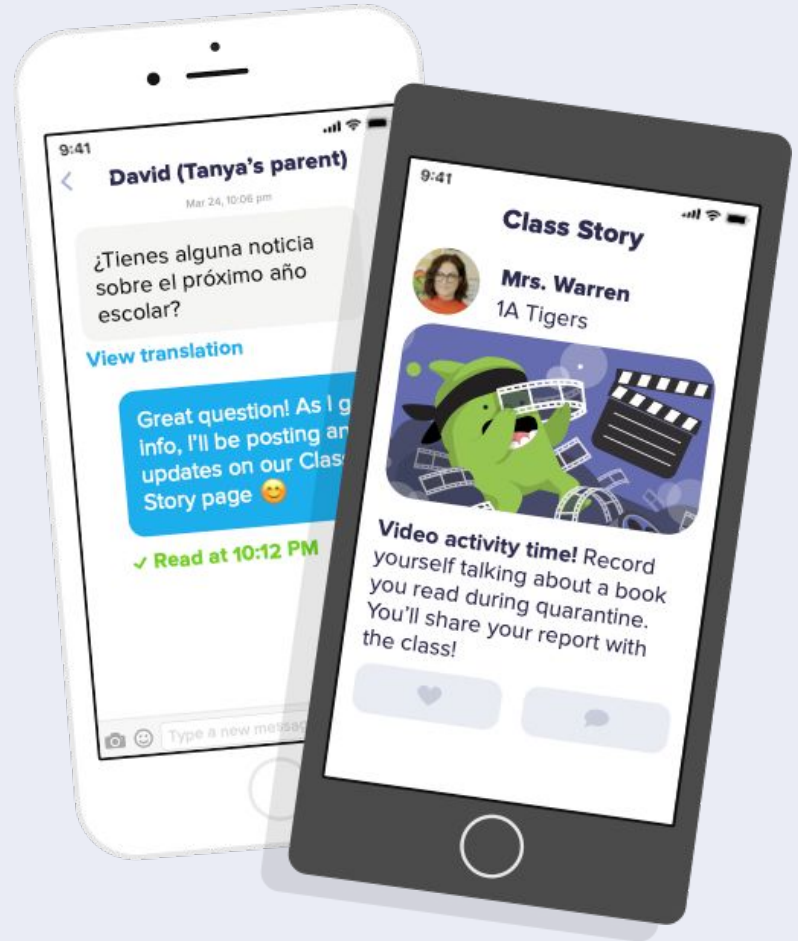 9:41
David (Tanya's parent)
Mar 24, 10:06 pm
¿Tienes alguna noticia
sobre el próximo año
escolar?
View translation
Great question! As I
info, I'll be posting
updates on our
Story page 😊
✓ Read at 10:12 PM
Type a new
9:41
Class Story
Mrs. Warren
1A Tigers
Video activity time! Record
yourself talking about a book
you read during quarantine.
You'll share your report with
the class!